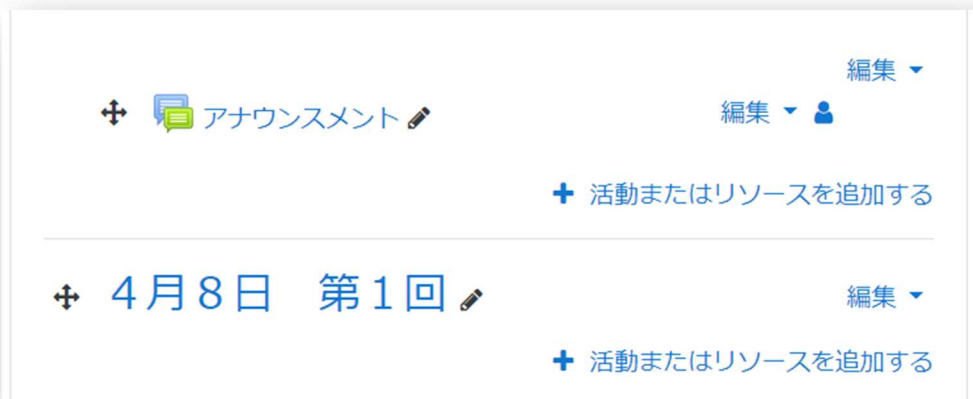 編集
アナウンスメント 編集
活動またはリソースを追加する
4月8日　第1回 編集
活動またはリソースを追加する